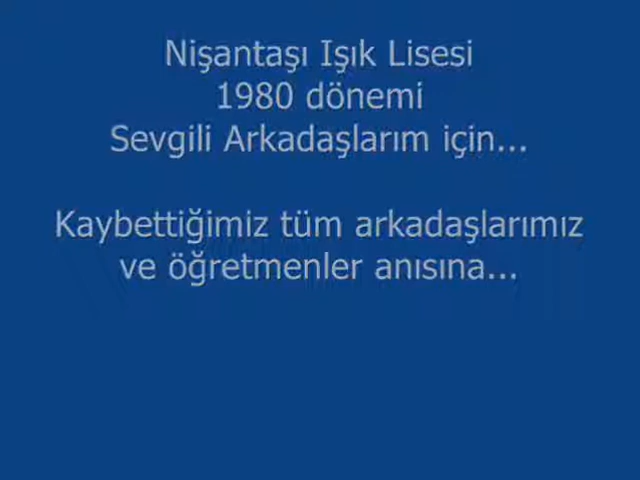 Nişantaşı Işık Lisesi
1980 dönemi
Sevgili Arkadaşlarım için...
Kaybettiğimiz tüm arkadaşlarımız
ve öğretmenler anısına...